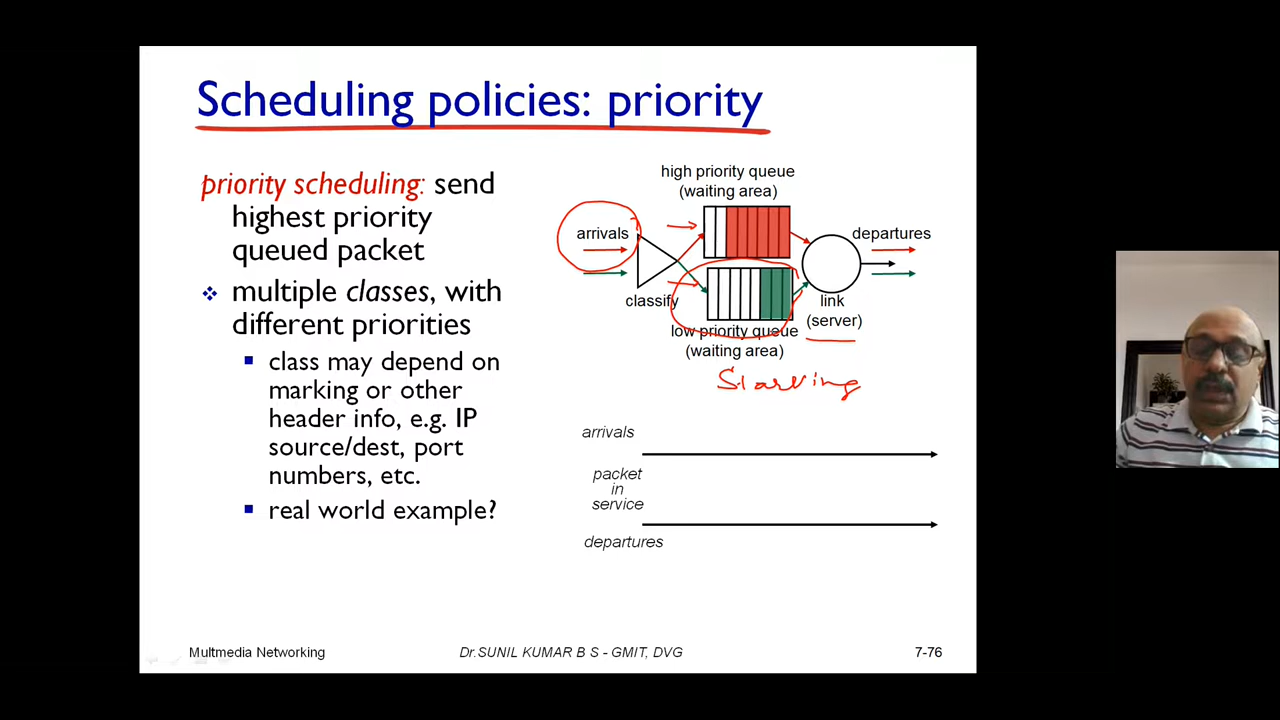 Scheduling policies: priority
priority scheduling: send
highest priority
queued packet
multiple classes, with
different priorities
class may depend on
marking or other
header info, e.g. IP
source/dest, port
numbers, etc.
real world example?
high priority queue
(waiting area)
arrivals
departures
classify
link
(server)
low priority queue
(waiting area)
Starving
arrivals
packet
in
service
departures
Multmedia Networking
Dr.SUNIL KUMAR B S - GMIT, DVG
7-76